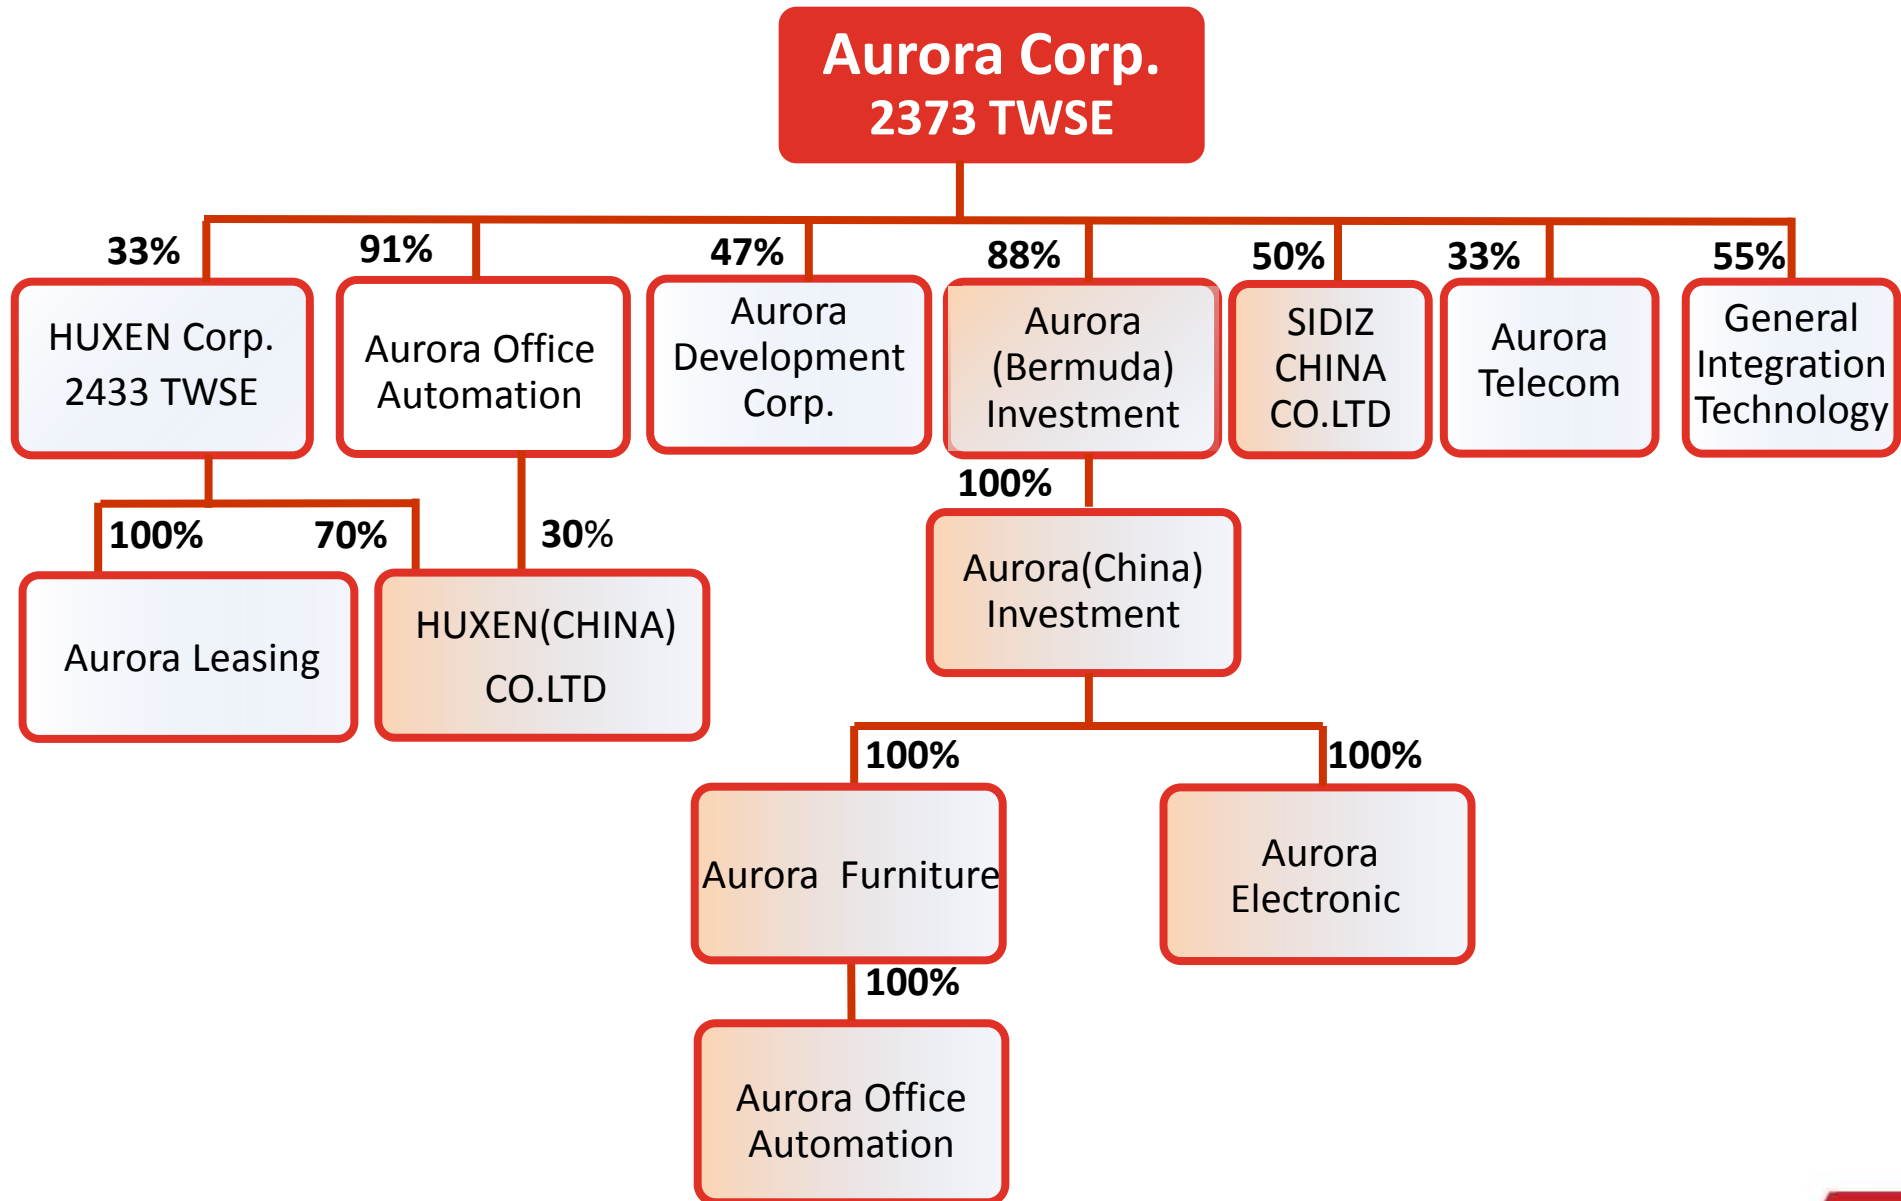 Aurora Corp.
2373 TWSE
33%
91%
47%
88%
50%
33%
55%
HUXEN Corp.
2433 TWSE
Aurora Office
Automation
Aurora
Development
Corp.
Aurora
(Bermuda)
Investment
SIDIZ
CHINA
CO.LTD
Aurora
Telecom
General
Integration
Technology
100%
70%
30%
100%
Aurora Leasing
HUXEN(CHINA)
CO.LTD
Aurora(China)
Investment
100%
100%
Aurora  Furniture
Aurora
Electronic
100%
Aurora Office
Automation